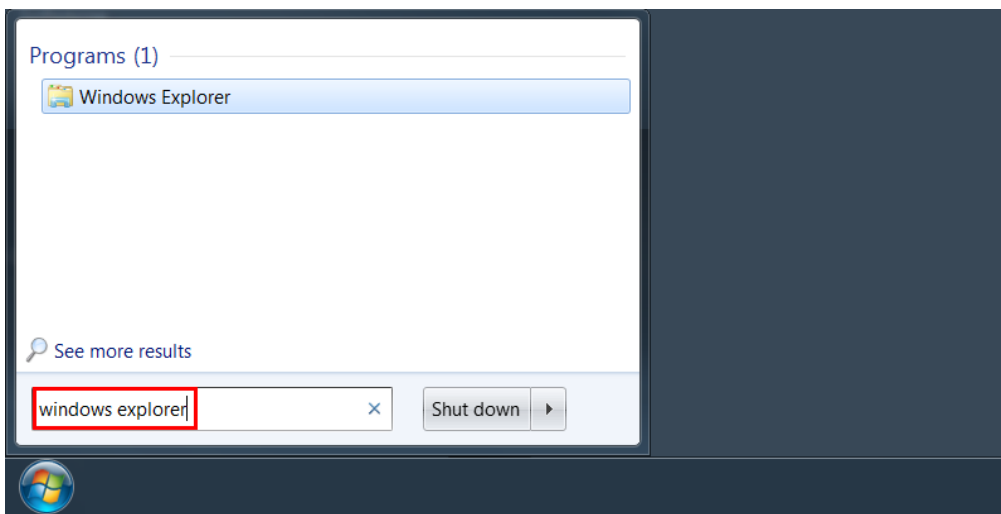 Programs (1)
Windows Explorer
See more results
windows explorer
Shut down